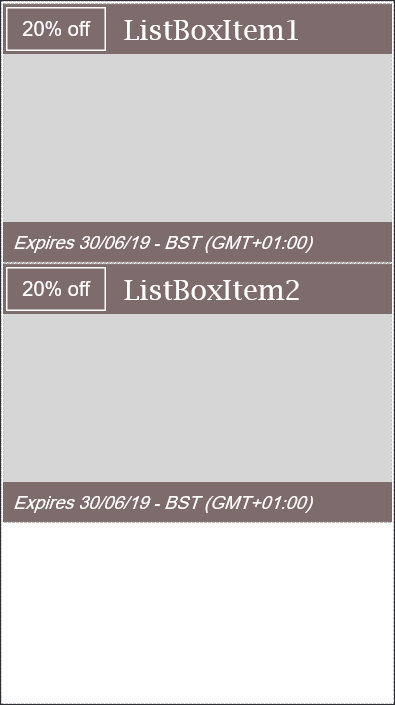 20% off ListBoxItem1
Expires 30/06/19 - BST (GMT+01:00)
20% off ListBoxItem2
Expires 30/06/19 - BST (GMT+01:00)